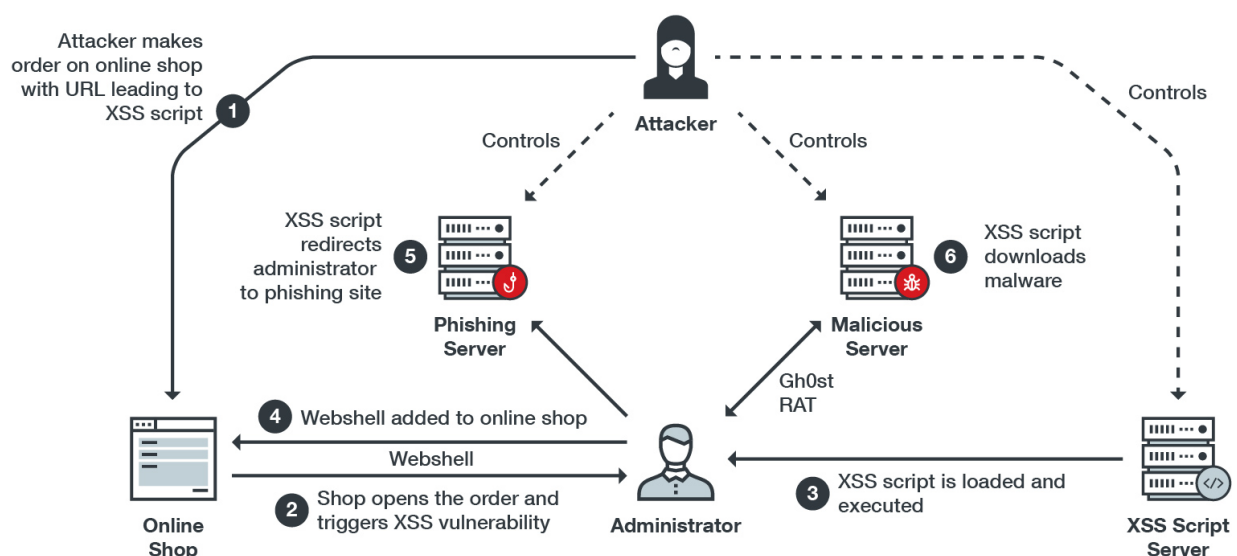 Attacker makes
order on online shop
with URL leading to
XSS script
1
Attacker
Controls
Controls
Controls
XSS script
redirects
administrator
to phishing site
5
Phishing
Server
6
XSS script
downloads
malware
Malicious
Server
Gh0st
RAT
4 Webshell added to online shop
Webshell
2 Shop opens the order and
triggers XSS vulnerability
3 XSS script is loaded and
executed
Online
Shop
Administrator
</>
XSS Script
Server